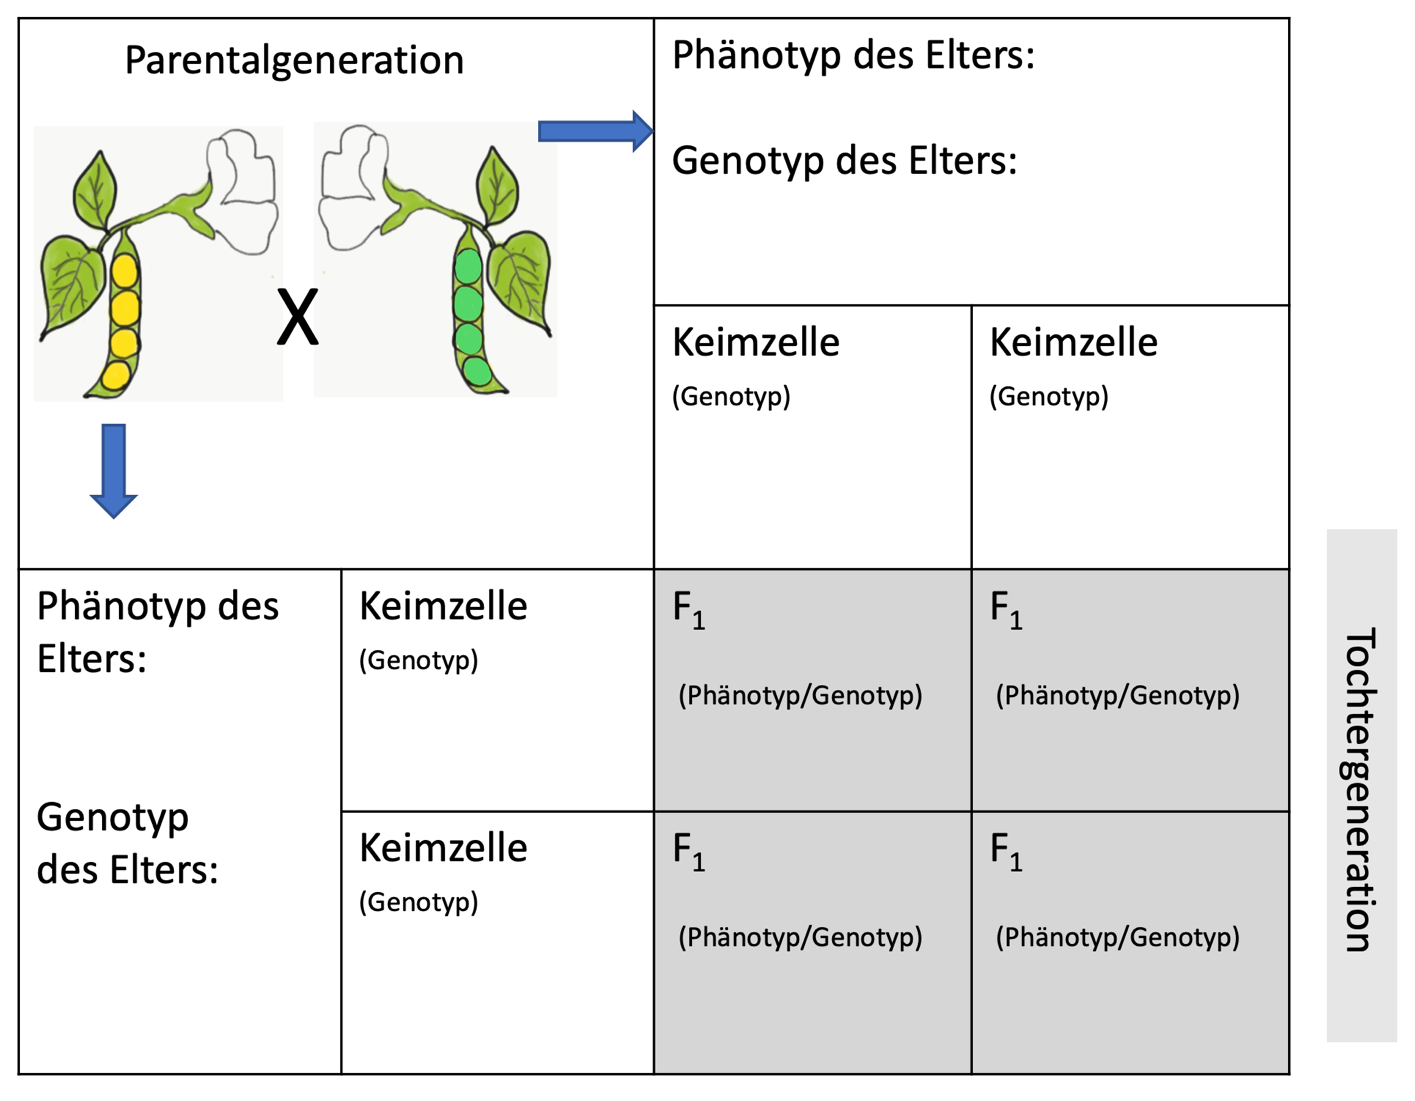 Parentalgeneration
X
Phänotyp des Elters:
Genotyp des Elters:
Keimzelle
(Genotyp)
Keimzelle
(Genotyp)
Phänotyp des
Elters:
Genotyp
des Elters:
Keimzelle
(Genotyp)
F₁
(Phänotyp/Genotyp)
F₁
(Phänotyp/Genotyp)
Keimzelle
(Genotyp)
F₁
(Phänotyp/Genotyp)
F₁
(Phänotyp/Genotyp)
Tochtergeneration